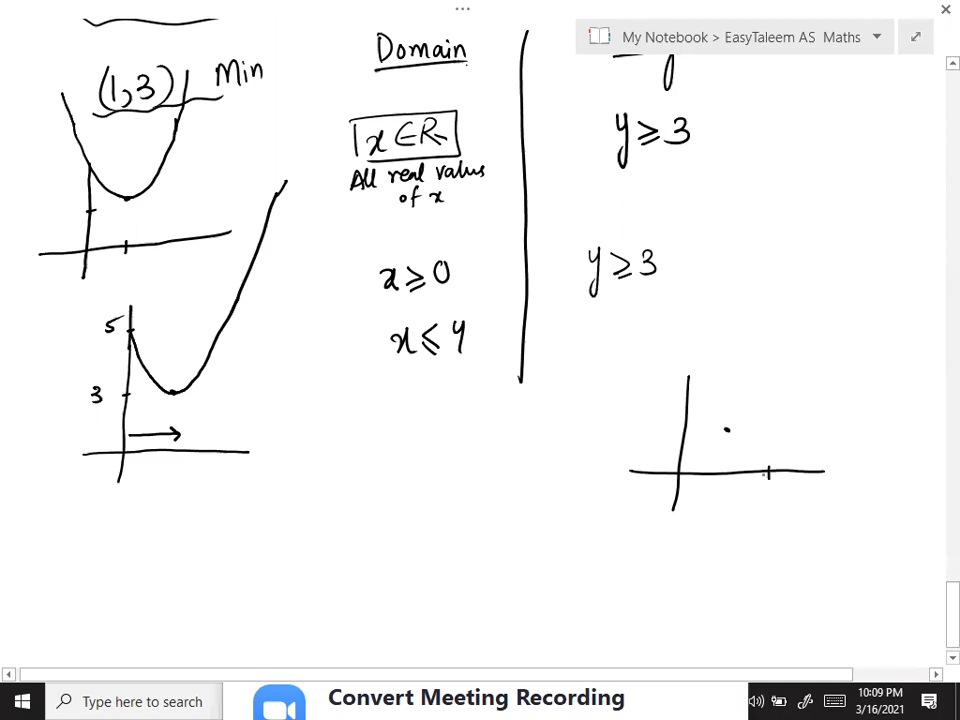 My Notebook > EasyTaleem AS Maths
(1,3) Min
Domain
y
y ≥ 3
x ∈ R
All real value
of x
x ≥ 0
y ≥ 3
5
x ≤ 4
3
Type here to search
Convert Meeting Recording
10:09 PM
3/16/2021